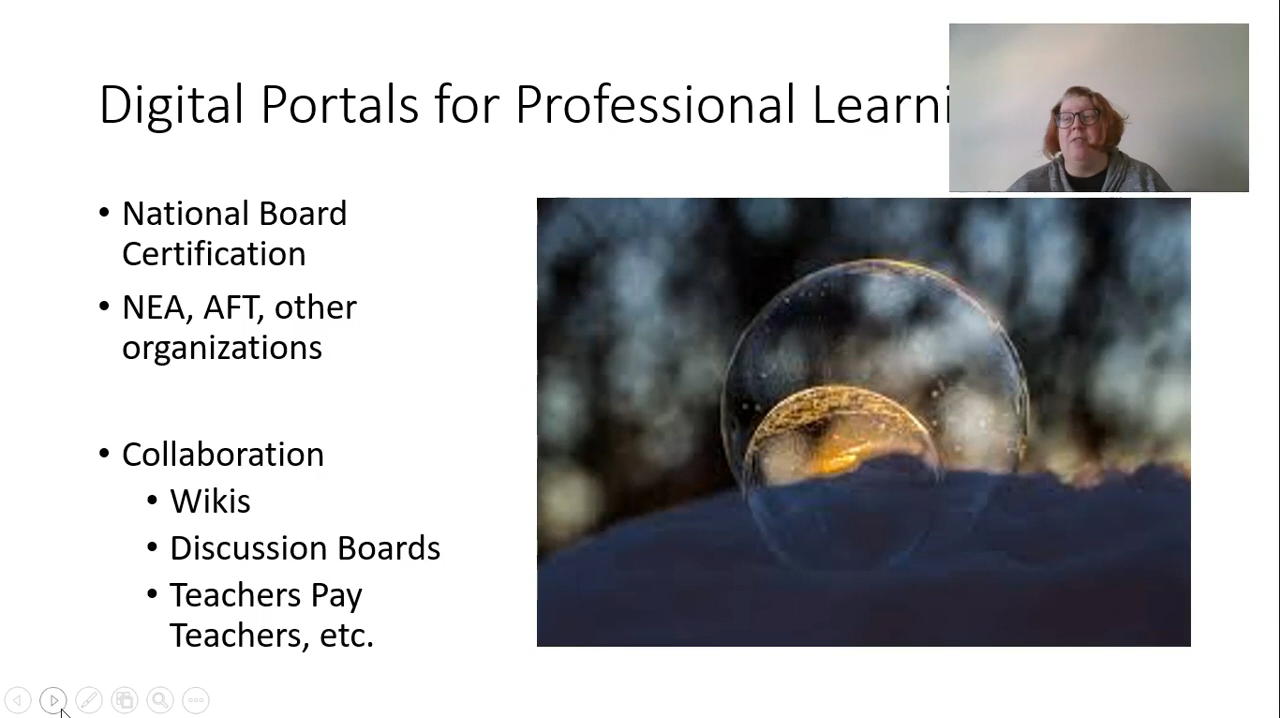 Digital Portals for Professional Learni
• National Board
Certification
• NEA, AFT, other
organizations
• Collaboration
• Wikis
• Discussion Boards
• Teachers Pay
Teachers, etc.